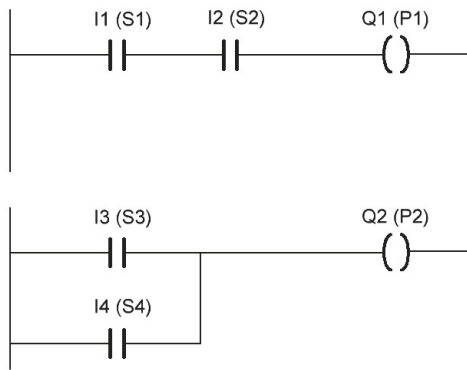 I1 (S1) I2 (S2) Q1 (P1)
I3 (S3) Q2 (P2)
I4 (S4)